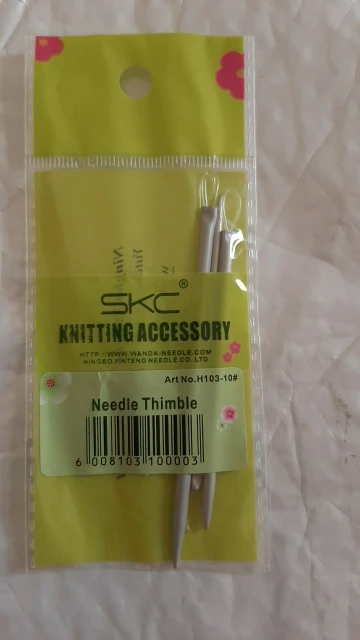 SKC®
KNITTING ACCESSORY
HTTP://WWW.WANDA-NEEDLE.COM
NINGBO XINTENG NEEDLE CO.,LTD
Art No.H103-10#
Needle Thimble
6 008103 100003